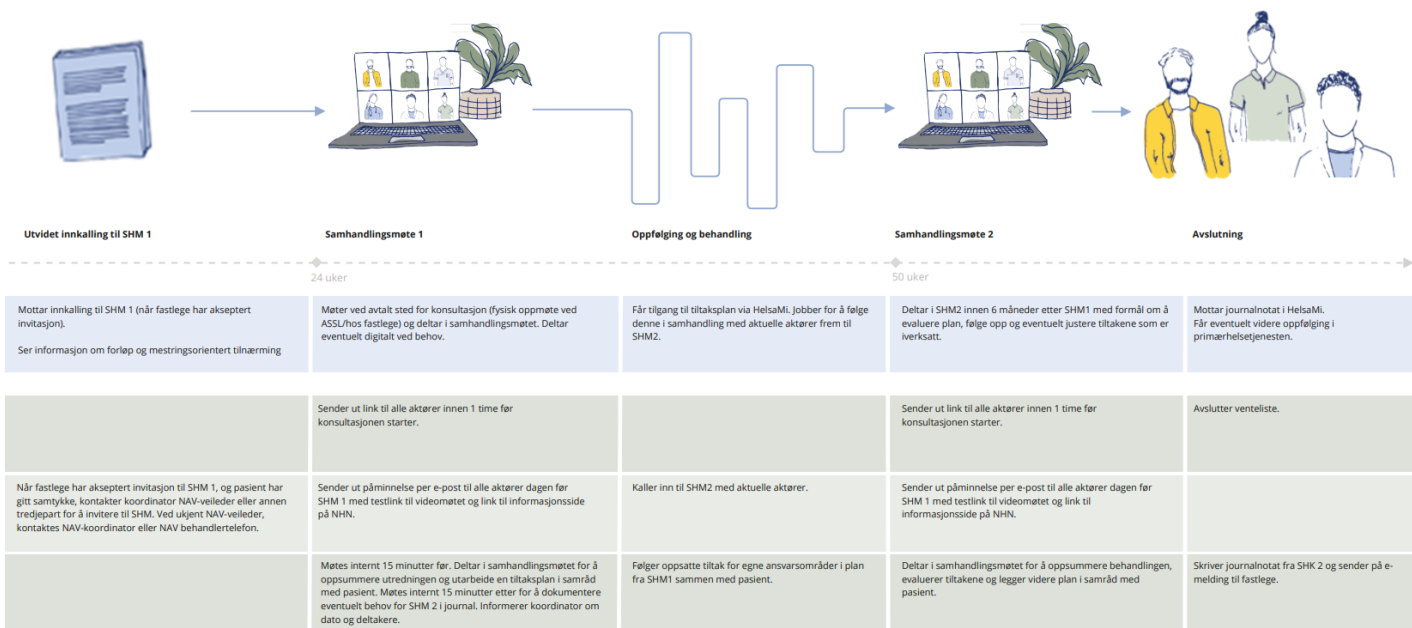 Utvidet innkalling til SHM 1
Samhandlingsmøte 1
Oppfølging og behandling
Samhandlingsmøte 2
Avslutning
24 uker
50 uker
Mottar innkalling til SHM 1 (når fastlege har akseptert
invitasjon).
Ser informasjon om forløp og mestringsorientert tilnærming
Møter ved avtalt sted for konsultasjon (fysisk oppmøte ved
ASSL/hos fastlege) og deltar i samhandlingsmøtet. Deltar
eventuelt digitalt ved behov.
Får tilgang til tiltaksplan via HelsaMi. Jobber for å følge
denne i samhandling med aktuelle aktører frem til
SHM2.
Deltar i SHM2 innen 6 måneder etter SHM1 med formål om å
evaluere plan, følge opp og eventuelt justere tiltakene som er
iverksatt.
Mottar journalnotat i HelsaMi.
Får eventuelt videre oppfølging i
primærhelsetjenesten.
Sender ut link til alle aktører innen 1 time før
konsultasjonen starter.
Sender ut link til alle aktører innen 1 time før
konsultasjonen starter.
Avslutter venteliste.
Når fastlege har akseptert invitasjon til SHM 1, og pasient har
gitt samtykke, kontakter koordinator NAV-veileder eller annen
tredjepart for å invitere til SHM. Ved ukjent NAV-veileder,
kontaktes NAV-koordinator eller NAV behandlertelefon.
Sender ut påminnelse per e-post til alle aktører dagen før
SHM 1 med testlink til videomøtet og link til informasjonsside
på NHN.
Kaller inn til SHM2 med aktuelle aktører.
Sender ut påminnelse per e-post til alle aktører dagen før
SHM 1 med testlink til videomøtet og link til
informasjonsside på NHN.
Møtes internt 15 minutter før. Deltar i samhandlingsmøtet for å
oppsummere utredningen og utarbeide en tiltaksplan i samråd
med pasient. Møtes internt 15 minutter etter for å dokumentere
eventuelt behov for SHM 2 i journal. Informerer koordinator om
dato og deltakere.
Følger oppsatte tiltak for egne ansvarsområder i plan
fra SHM1 sammen med pasient.
Deltar i samhandlingsmøtet for å oppsummere behandlingen,
evaluerer tiltakene og legger videre plan i samråd med
pasient.
Skriver journalnotat fra SHK 2 og sender på e-
melding til fastlege.